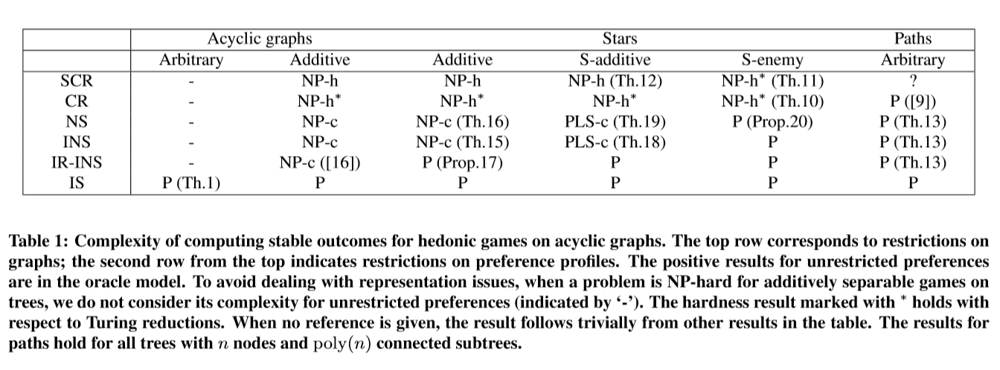 Acyclic graphs Stars Paths
Arbitrary Additive Additive S-additive S-enemy Arbitrary
SCR - NP-h NP-h NP-h (Th.12) NP-h* (Th.11) ?
CR - NP-h* NP-h* NP-h* NP-h* (Th.10) P ([9])
NS - NP-c NP-c (Th.16) PLS-c (Th.19) P (Prop.20) P (Th.13)
INS - NP-c NP-c (Th.15) PLS-c (Th.18) P P (Th.13)
IR-INS - NP-c ([16]) P (Prop.17) P P P (Th.13)
IS P (Th.1) P P P P P
Table 1: Complexity of computing stable outcomes for hedonic games on acyclic graphs. The top row corresponds to restrictions on
graphs; the second row from the top indicates restrictions on preference profiles. The positive results for unrestricted preferences
are in the oracle model. To avoid dealing with representation issues, when a problem is NP-hard for additively separable games on
trees, we do not consider its complexity for unrestricted preferences (indicated by ‘-’). The hardness result marked with * holds with
respect to Turing reductions. When no reference is given, the result follows trivially from other results in the table. The results for
paths hold for all trees with n nodes and poly(n) connected subtrees.